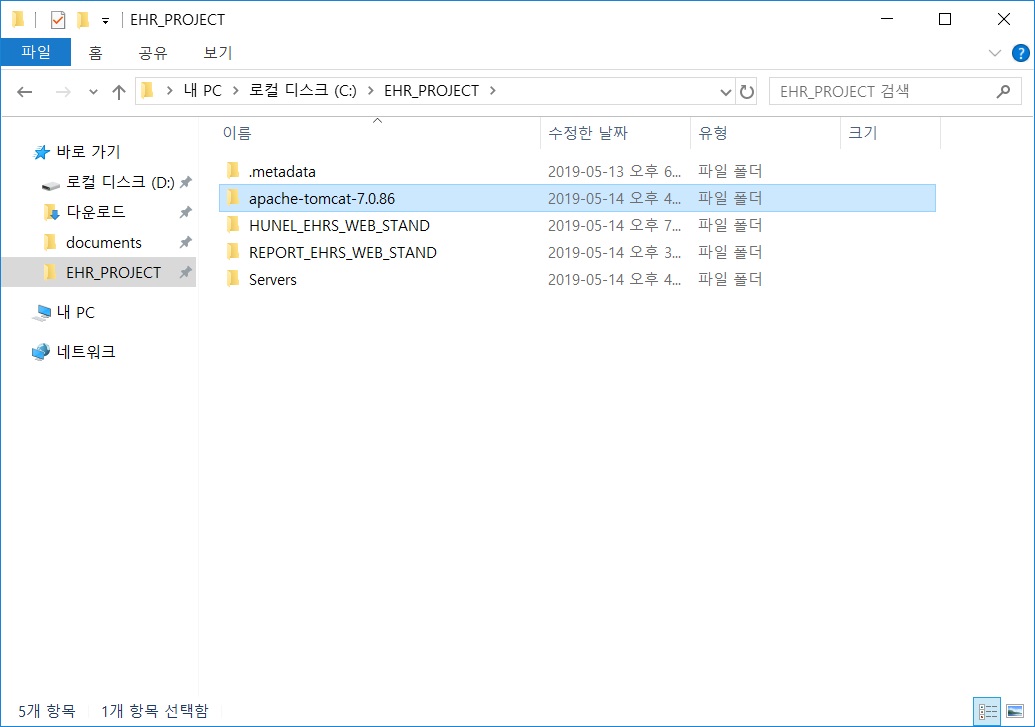 EHR_PROJECT
파일 홈 공유 보기
내 PC 로컬 디스크 (C:) EHR_PROJECT EHR_PROJECT 검색
이름 수정한 날짜 유형 크기
바로 가기
로컬 디스크 (D:)
다운로드
documents
EHR_PROJECT
내 PC
네트워크
.metadata 2019-05-13 오후 6... 파일 폴더
apache-tomcat-7.0.86 2019-05-14 오후 4... 파일 폴더
HUNEL_EHRS_WEB_STAND 2019-05-14 오후 7... 파일 폴더
REPORT_EHRS_WEB_STAND 2019-05-14 오후 3... 파일 폴더
Servers 2019-05-14 오후 4... 파일 폴더
5개 항목 1개 항목 선택함